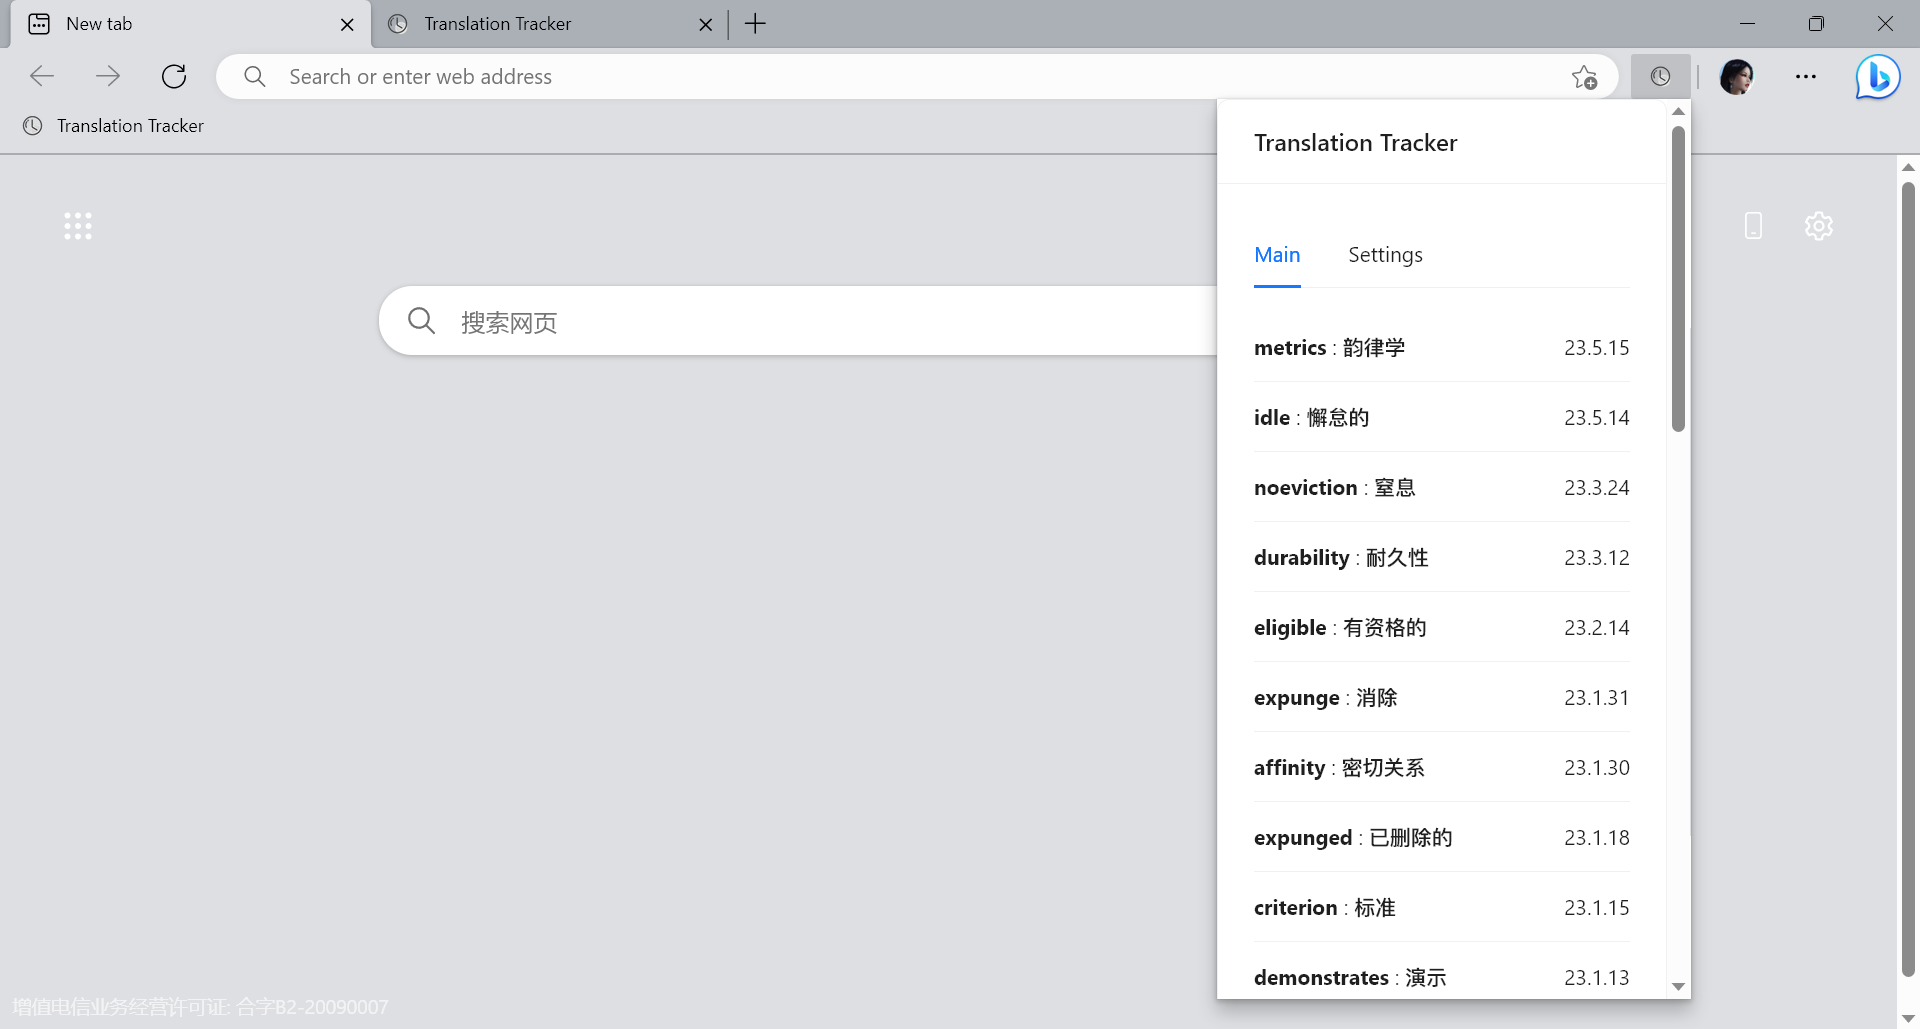 New tab
Translation Tracker
Search or enter web address
Translation Tracker
Translation Tracker
Main Settings
搜索网页
metrics : 韵律学 23.5.15
idle : 懈怠的 23.5.14
noeviction : 窒息 23.3.24
durability : 耐久性 23.3.12
eligible : 有资格的 23.2.14
expunge : 消除 23.1.31
affinity : 密切关系 23.1.30
expunged : 已删除的 23.1.18
criterion : 标准 23.1.15
demonstrates : 演示 23.1.13
增值电信业务经营许可证: 合字B2-20090007